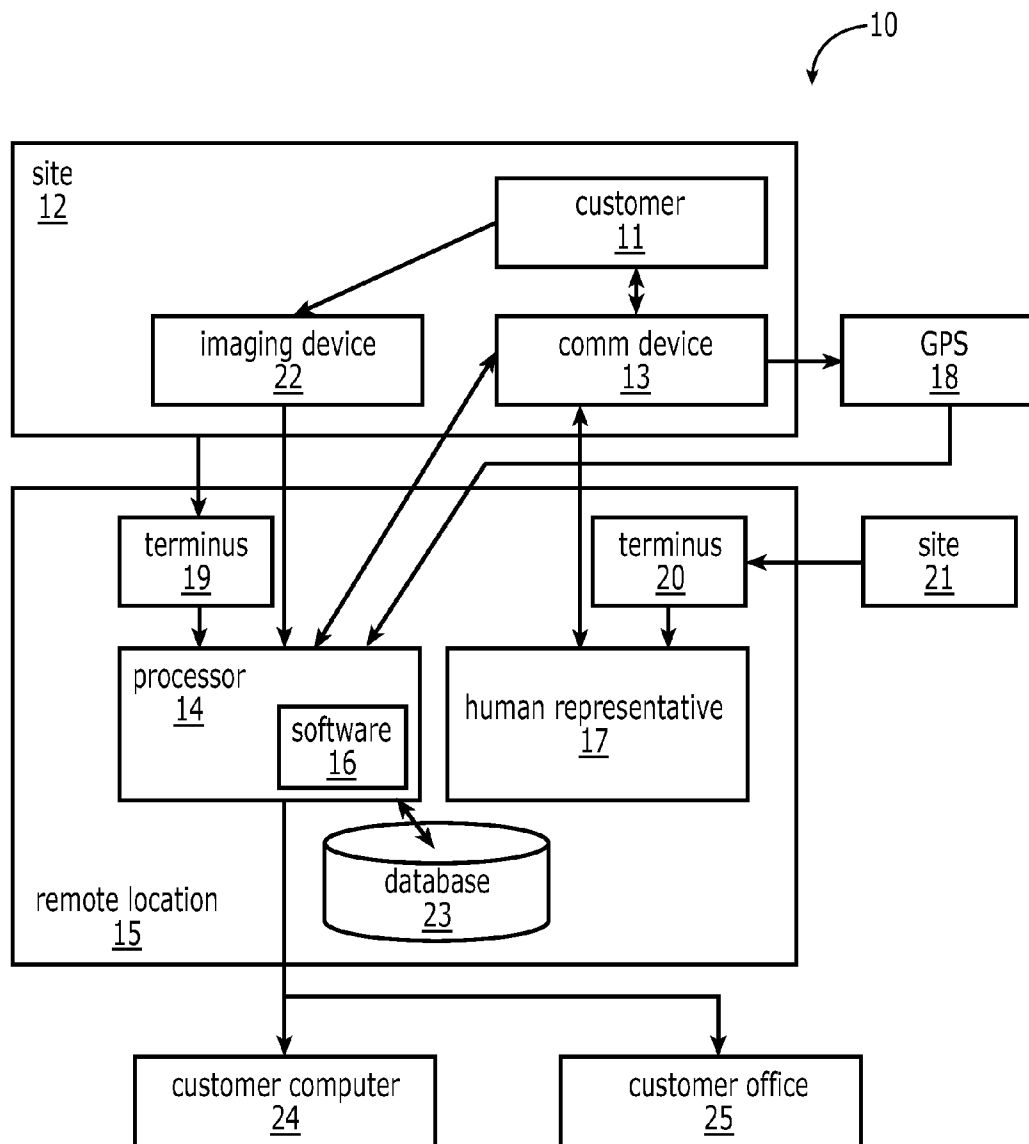 10
site
12
customer
11
imaging device
22
comm device
13
GPS
18
terminus
19
terminus
20
site
21
processor
14
software
16
human representative
17
database
23
remote location
15
customer computer
24
customer office
25